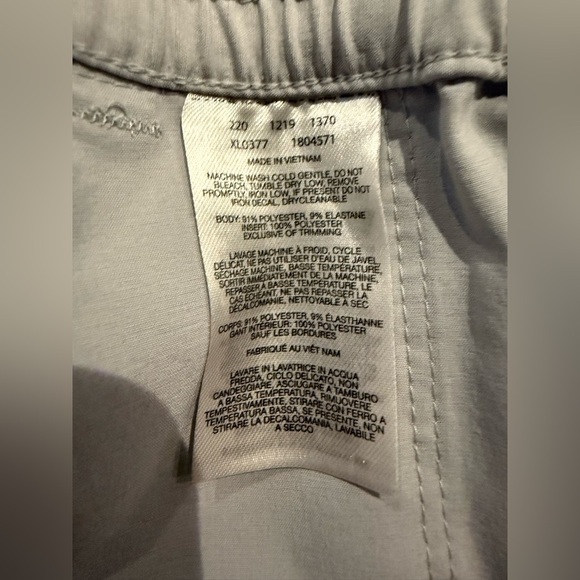 220 1219 1370
XL0377 1804571
MADE IN VIETNAM
MACHINE WASH COLD GENTLE, DO NOT
BLEACH, TUMBLE DRY LOW, REMOVE
PROMPTLY, IRON LOW, IF PRESENT DO NOT
IRON DECAL, DRYCLEANABLE
BODY: 91% POLYESTER, 9% ELASTANE
INSERT: 100% POLYESTER
EXCLUSIVE OF TRIMMING
LAVAGE MACHINE À FROID, CYCLE
DÉLICAT, NE PAS UTILISER D'EAU DE JAVEL,
SÉCHAGE MACHINE, BASSE TEMPÉRATURE,
SORTIR IMMÉDIATEMENT DE LA MACHINE,
REPASSER À BASSE TEMPÉRATURE, LE
CAS ÉCHÉANT, NE PAS REPASSER LA
DÉCALCOMANIE, NETTOYABLE À SEC
CORPS: 91% POLYESTER, 9% ÉLASTHANNE
GANT INTÉRIEUR: 100% POLYESTER
SAUF LES BORDURES
FABRIQUÉ AU VIÊT NAM
LAVARE IN LAVATRICE IN ACQUA
FREDDA, CICLO DELICATO, NON
CANDEGGIARE, ASCIUGARE A TAMBURO
A BASSA TEMPERATURA, RIMUOVERE
TEMPESTIVAMENTE, STIRARE CON FERRO A
TEMPERATURA BASSA, SE PRESENTE, NON
STIRARE LA DECALCOMANIA, LAVABILE
A SECCO